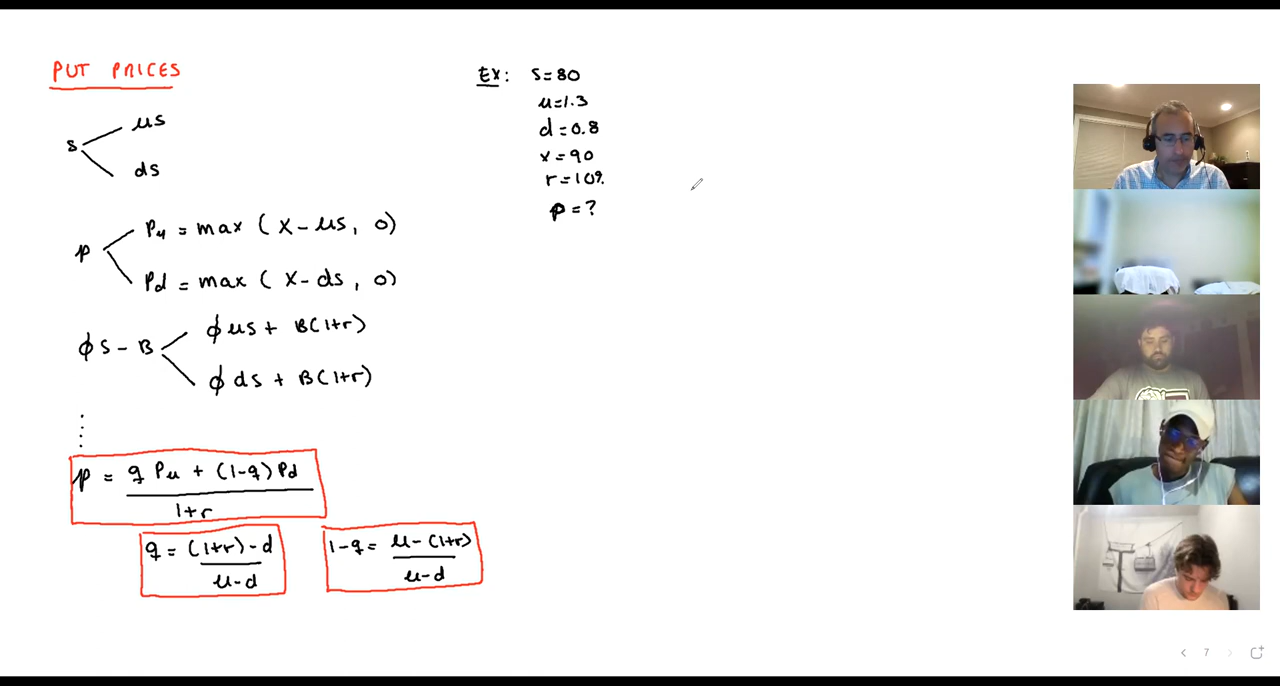 PUT PRICES
S
uS
dS
p
Pu = max (X - uS, 0)
Pd = max (X - dS, 0)
ϕS - B
ϕuS + B(1+r)
ϕdS + B(1+r)
p = q Pu + (1-q) Pd
1+r
q = (1+r) - d
u - d
1-q = u - (1+r)
u - d
EX: S=80
u=1.3
d=0.8
X=90
r=10%
p=?
7